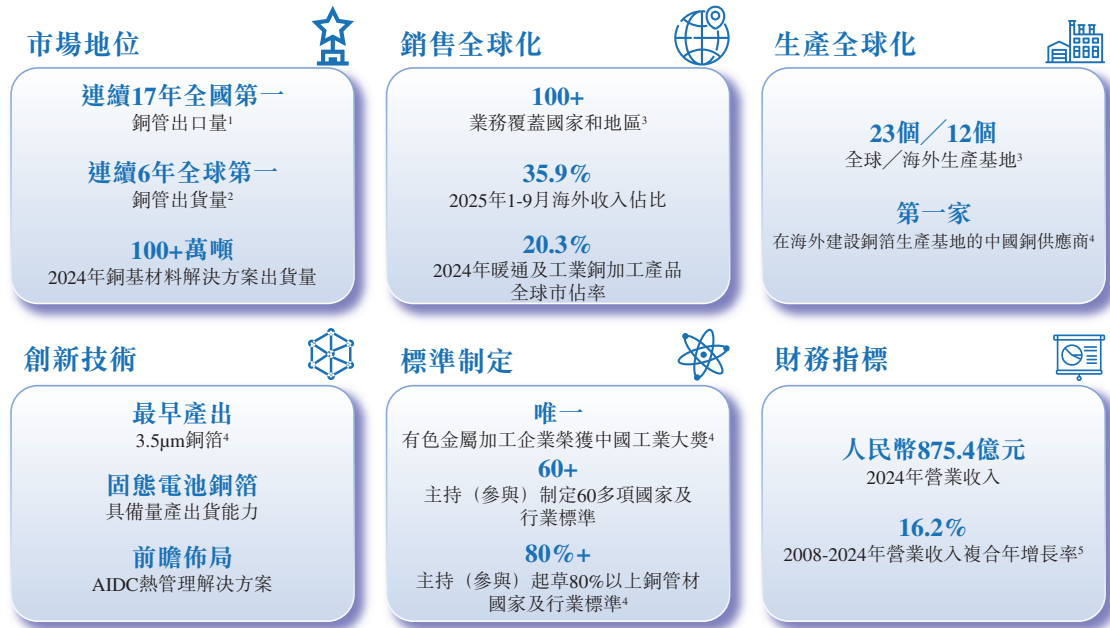 市場地位
連續17年全國第一
銅管出口量¹
連續6年全球第一
銅管出貨量²
100+萬噸
2024年銅基材料解決方案出貨量
銷售全球化
100+
業務覆蓋國家和地區³
35.9%
2025年1-9月海外收入佔比
20.3%
2024年暖通及工業銅加工產品
全球市佔率
生產全球化
23個╱12個
全球╱海外生產基地³
第一家
在海外建設銅箔生產基地的中國銅供應商⁴
創新技術
最早產出
3.5μm銅箔⁴
固態電池銅箔
具備量產出貨能力
前瞻佈局
AIDC熱管理解決方案
標準制定
唯一
有色金屬加工企業榮獲中國工業大獎⁴
60+
主持（參與）制定60多項國家及
行業標準
80%+
主持（參與）起草80%以上銅管材
國家及行業標準⁴
財務指標
人民幣875.4億元
2024年營業收入
16.2%
2008-2024年營業收入複合年增長率⁵